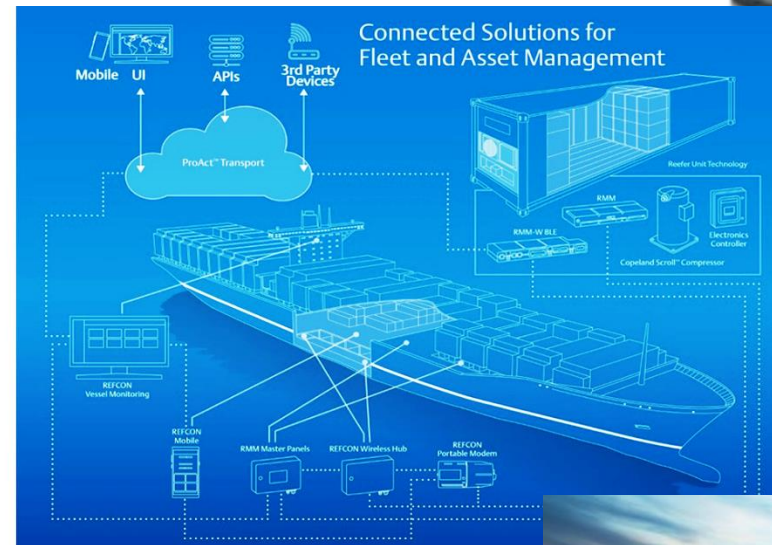 Connected Solutions for
Fleet and Asset Management
Mobile UI
APIs
3rd Party
Devices
ProAct™ Transport
Reefer Unit Technology
RMM
RMM-W BLE
Electronics
Controller
Copeland Scroll™ Compressor
REFCON
Vessel Monitoring
REFCON
Mobile
RMM Master Panels
REFCON Wireless Hub
REFCON
Portable Modem